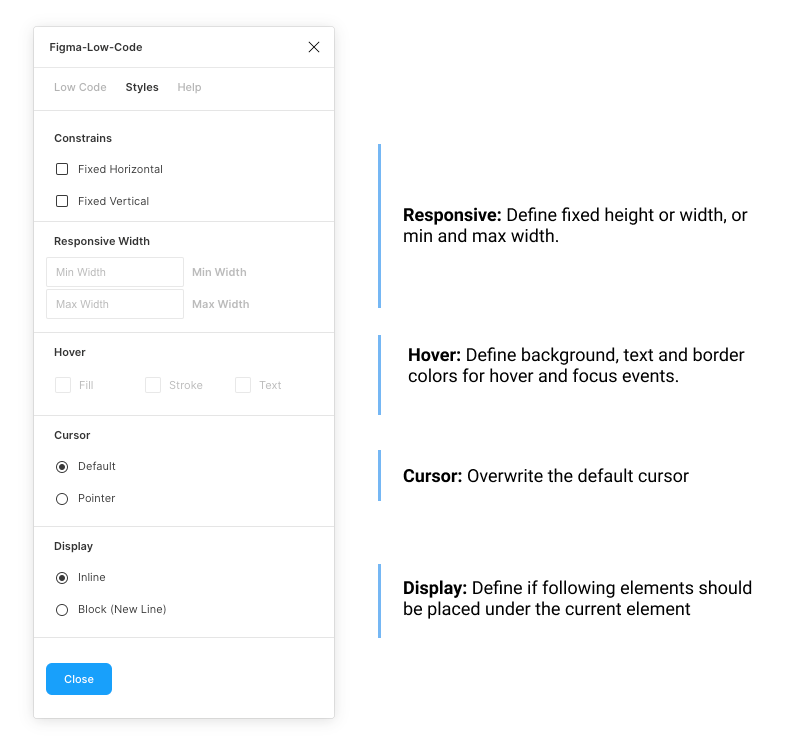 Figma-Low-Code
Low Code Styles Help
Constrains
Fixed Horizontal
Fixed Vertical
Responsive Width
Min Width Min Width
Max Width Max Width
Hover
Fill Stroke Text
Cursor
Default
Pointer
Display
Inline
Block (New Line)
Close
Responsive: Define fixed height or width, or
min and max width.
Hover: Define background, text and border
colors for hover and focus events.
Cursor: Overwrite the default cursor
Display: Define if following elements should
be placed under the current element